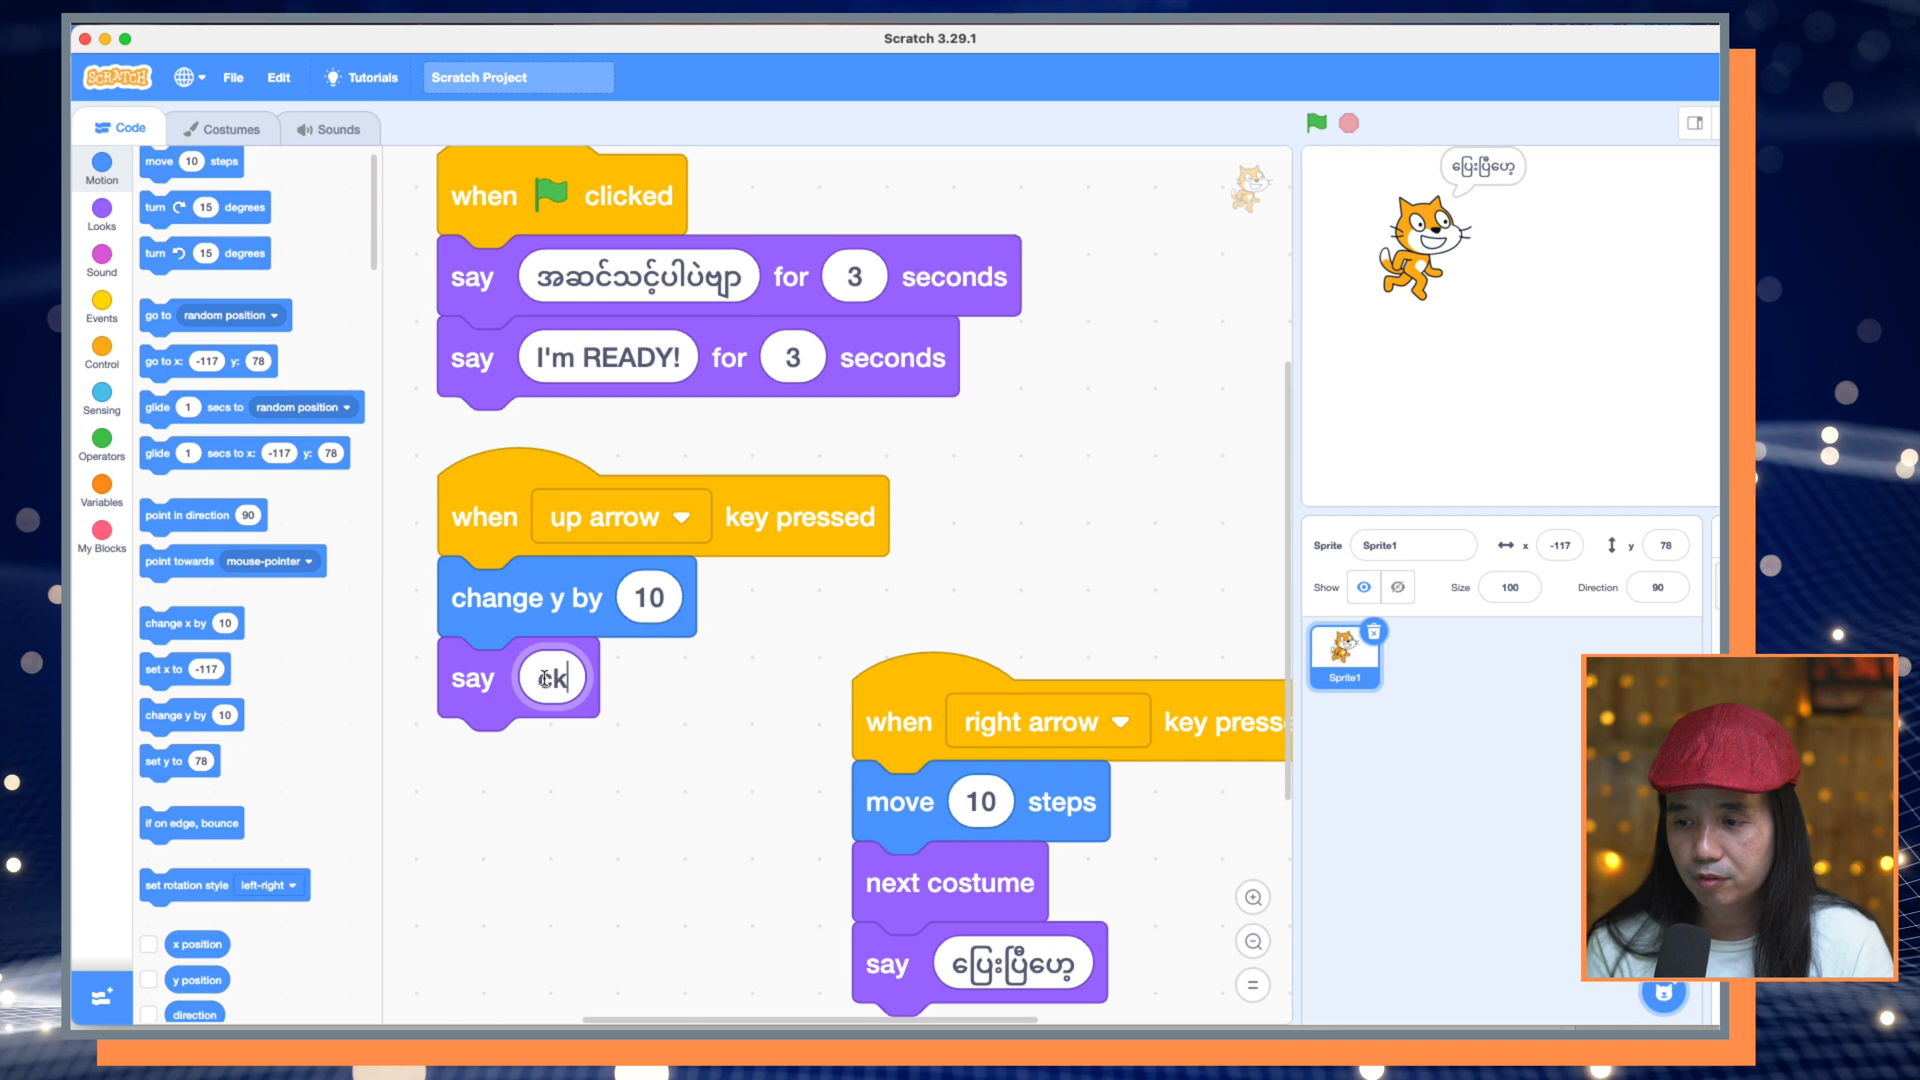 Scratch 3.29.1
SCRATCH File Edit Tutorials Scratch Project
Code Costumes Sounds
Motion
Looks
Sound
Events
Control
Sensing
Operators
Variables
My Blocks
move 10 steps
turn 15 degrees
turn 15 degrees
go to random position
go to x: -117 y: 78
glide 1 secs to random position
glide 1 secs to x: -117 y: 78
point in direction 90
point towards mouse-pointer
change x by 10
set x to -117
change y by 10
set y to 78
if on edge, bounce
set rotation style left-right
x position
y position
direction
when clicked
say အဆင်သင့်ပါပဲဗျာ for 3 seconds
say I'm READY! for 3 seconds
when up arrow key pressed
change y by 10
say ck
when right arrow key presse
move 10 steps
next costume
say ပြေးပြီဟေ့
ပြေးပြီဟေ့
Sprite Sprite1 x -117 y 78
Show Size 100 Direction 90
Sprite1